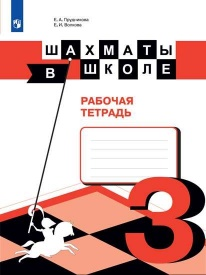 Е. А. Прудникова
Е. И. Волкова
ШАХМАТЫ
В ШКОЛЕ
РАБОЧАЯ
ТЕТРАДЬ
3